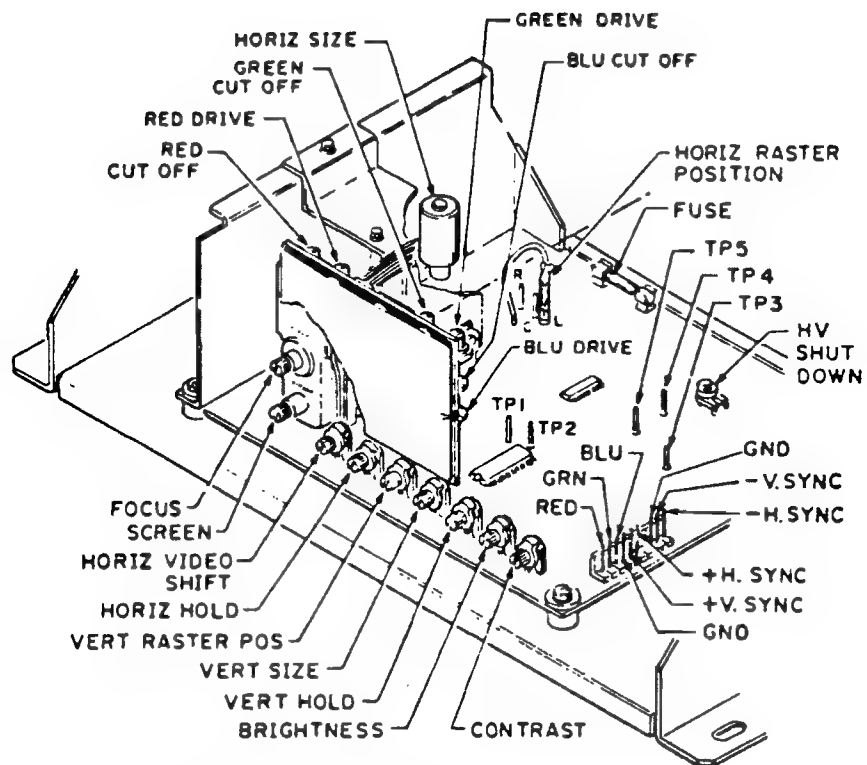 GREEN DRIVE
HORIZ SIZE
GREEN
CUT OFF
BLU CUT OFF
RED DRIVE
RED
CUT OFF
HORIZ RASTER
POSITION
FUSE
TP5
TP4
TP3
HV
SHUT
DOWN
R
C
L
BLU DRIVE
TP1
TP2
BLU
GRN
RED
GND
-V.SYNC
-H.SYNC
+H. SYNC
+V. SYNC
GND
FOCUS
SCREEN
HORIZ VIDEO
SHIFT
HORIZ HOLD
VERT RASTER POS
VERT SIZE
VERT HOLD
BRIGHTNESS
CONTRAST